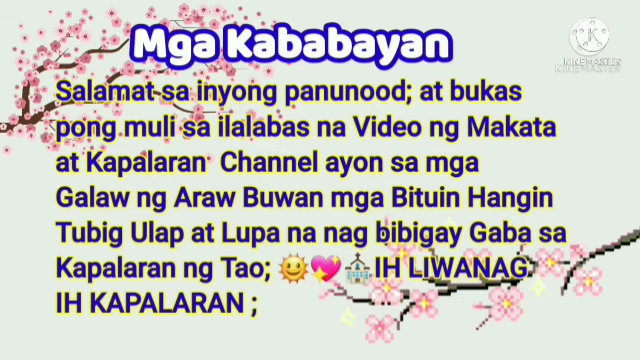 Mga Kababayan
KINEMASTER
Salamat sa inyong panunood; at bukas
pong muli sa ilalabas na Video ng Makata
at Kapalaran Channel ayon sa mga
Galaw ng Araw Buwan mga Bituin Hangin
Tubig Ulap at Lupa na nag bibigay Gaba sa
Kapalaran ng Tao; 🌞💖⛪IH LIWANAG.
IH KAPALARAN ;